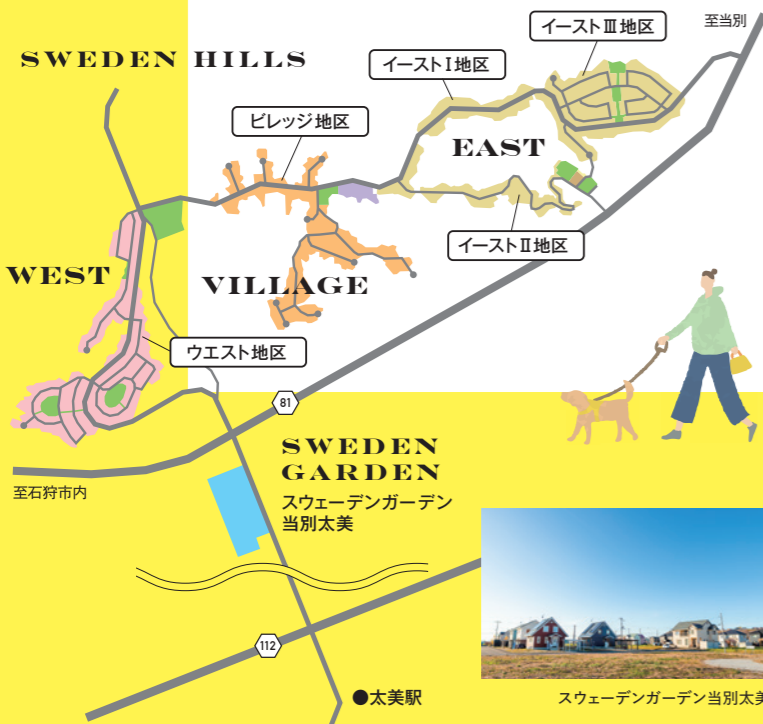 至当別
イーストⅢ地区
SWEDEN HILLS
イーストⅠ地区
ビレッジ地区
EAST
イーストⅡ地区
WEST
VILLAGE
ウエスト地区
81
SWEDEN
GARDEN
スウェーデンガーデン
当別太美
至石狩市内
112
●太美駅
スウェーデンガーデン当別太美